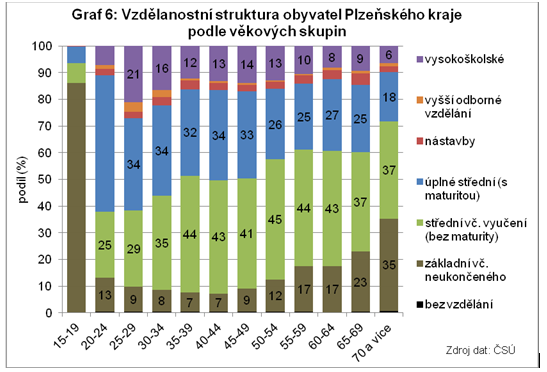 Graf 6: Vzdělanostní struktura obyvatel Plzeňského kraje
podle věkových skupin
podíl (%)
100
90
80
70
60
50
40
30
20
10
0
21 16 12 13 14 13 10 8 9 6
34 34 32 34 33 26 25 27 25 18
25 29 35 44 43 41 45 44 43 37 37
13 9 8 7 7 9 12 17 17 23 35
15-19 20-24 25-29 30-34 35-39 40-44 45-49 50-54 55-59 60-64 65-69 70 a více
vysokoškolské
vyšší odborné
vzdělání
nástavby
úplné střední (s
maturitou)
střední vč. vyučení
(bez maturity)
základní vč.
neukončeného
bez vzdělání
Zdroj dat: ČSÚ